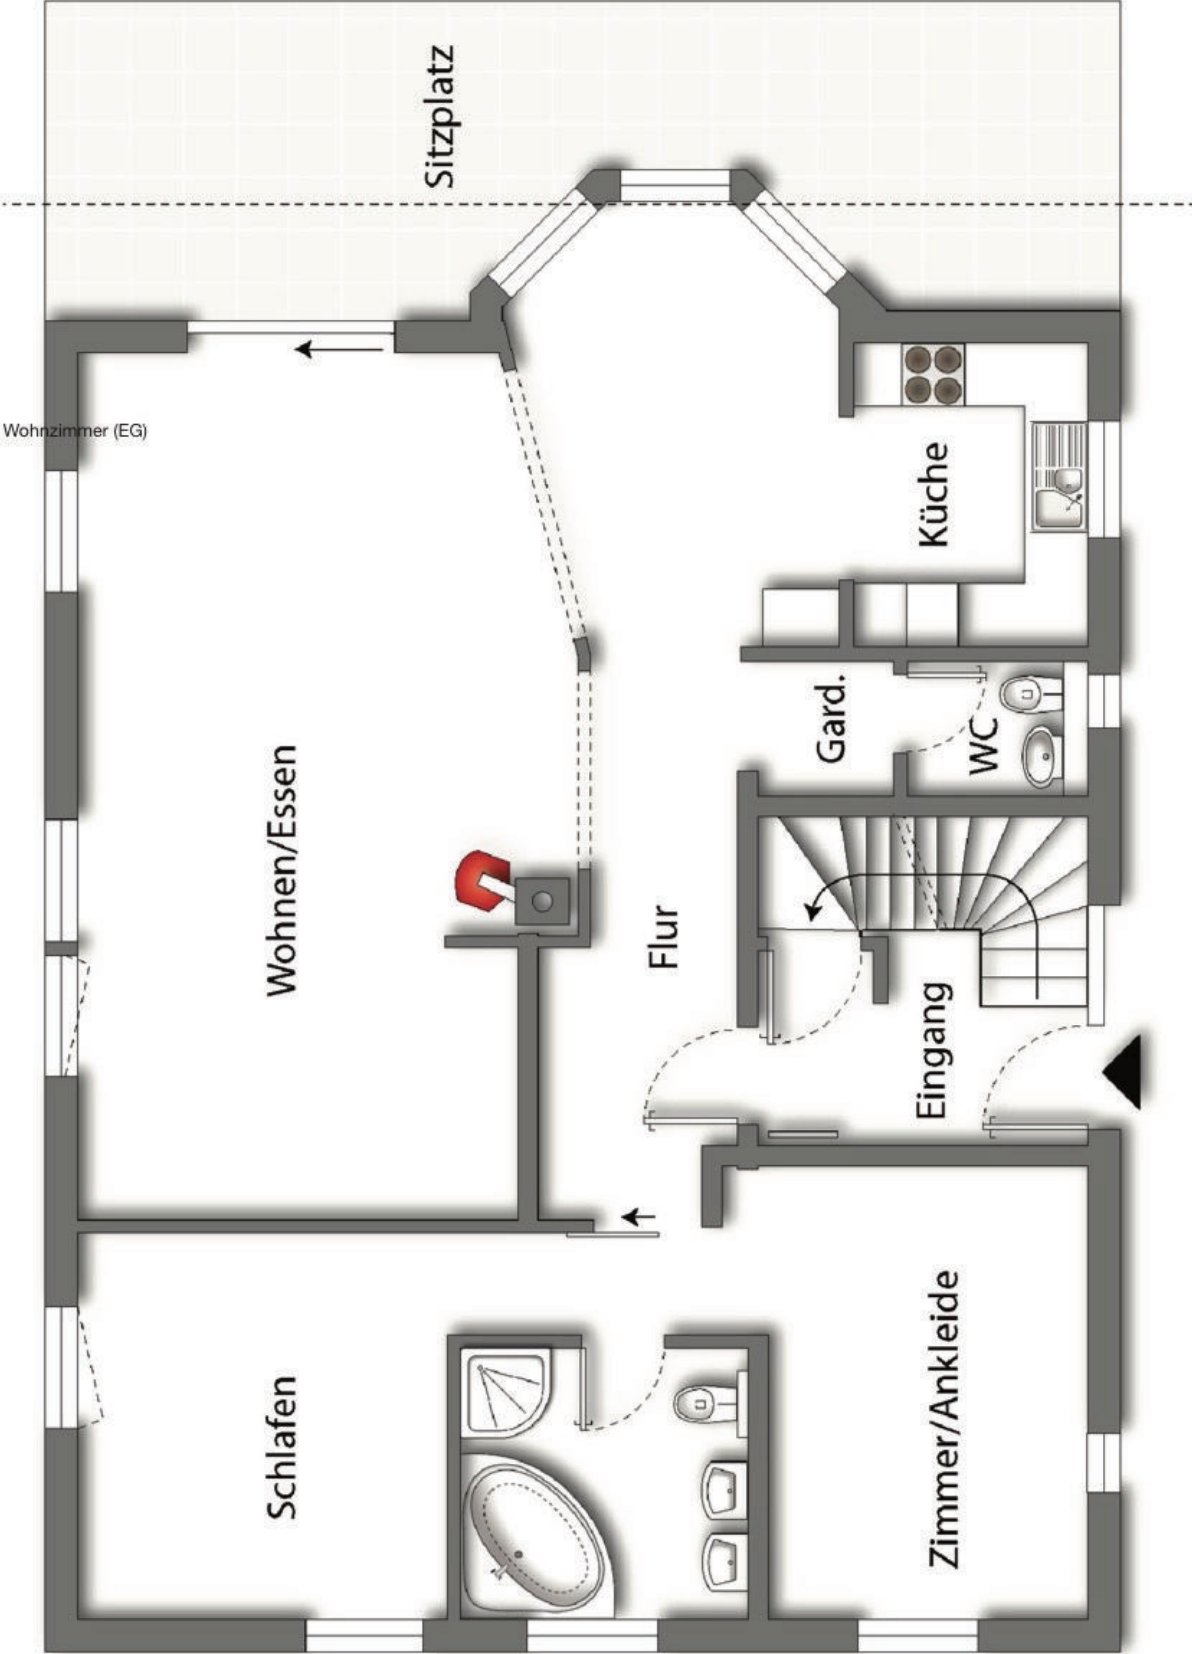 Sitzplatz
Wohnzimmer (EG)
Küche
Gard.
WC
Wohnen/Essen
Flur
Eingang
Schlafen
Zimmer/Ankleide